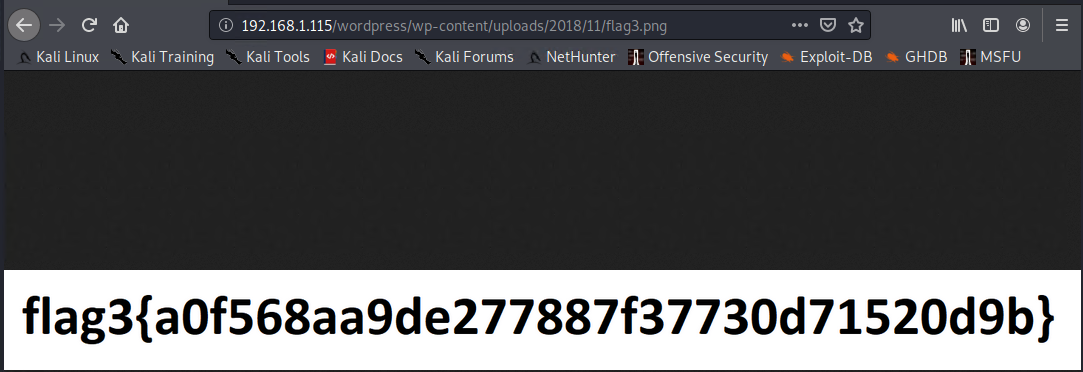 192.168.1.115/wordpress/wp-content/uploads/2018/11/flag3.png
Kali Linux Kali Training Kali Tools Kali Docs Kali Forums NetHunter Offensive Security Exploit-DB GHDB MSFU
flag3{a0f568aa9de277887f37730d71520d9b}